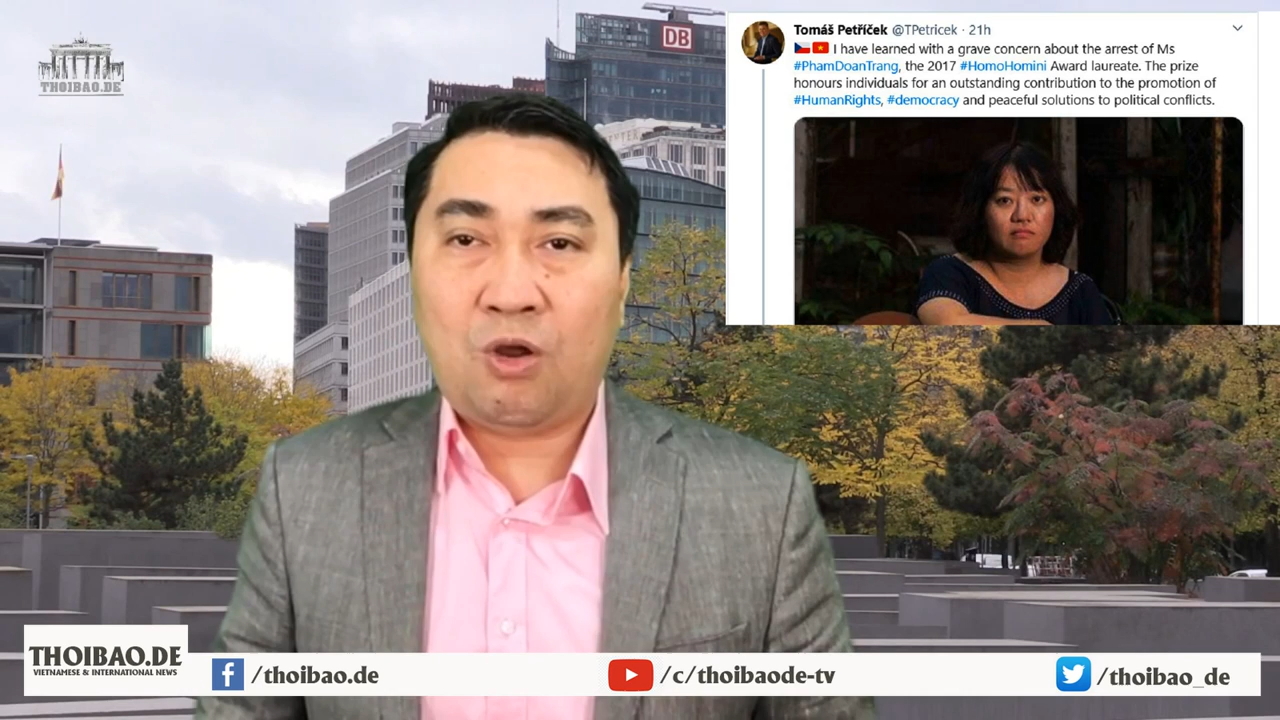 THOIBAO.DE
DB
Tomáš Petříček @TPetricek · 21h
🇨🇿🇻🇳 I have learned with a grave concern about the arrest of Ms
#PhamDoanTrang, the 2017 #HomoHomini Award laureate. The prize
honours individuals for an outstanding contribution to the promotion of
#HumanRights, #democracy and peaceful solutions to political conflicts.
THOIBAO.DE
VIETNAMESE & INTERNATIONAL NEWS
/thoibao.de
/c/thoibaode-tv
/thoibao_de